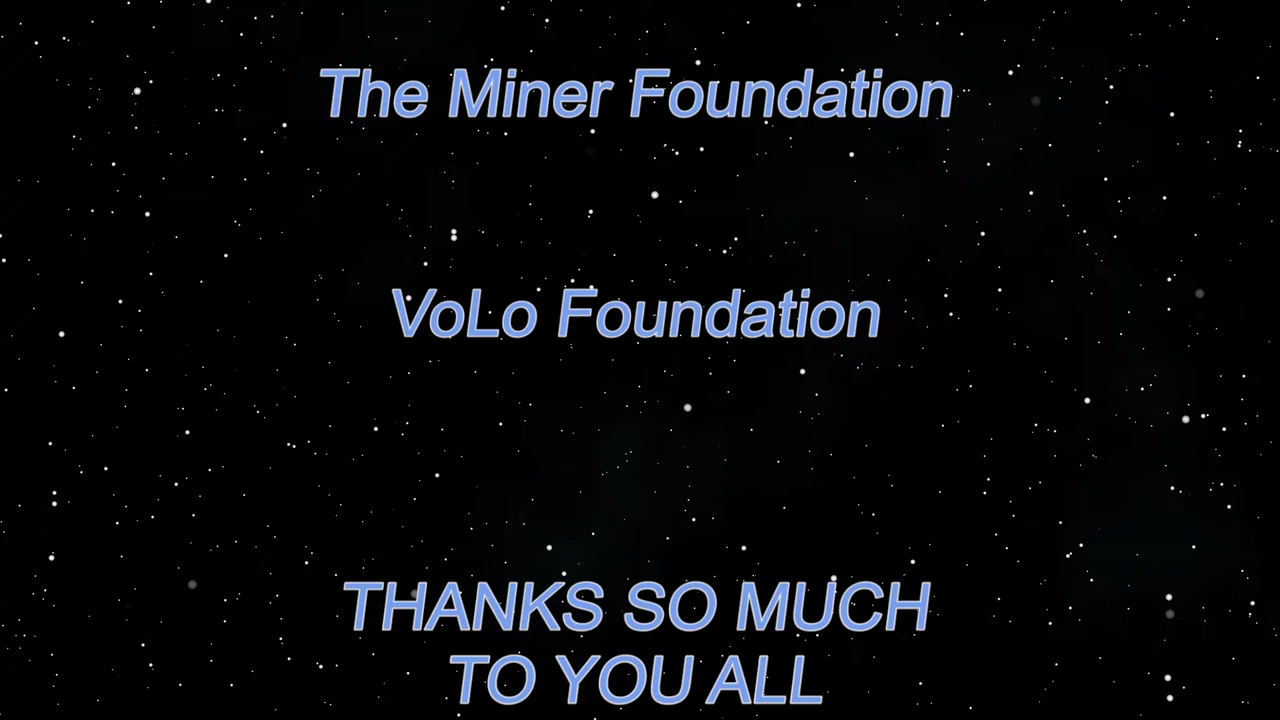 The Miner Foundation
VoLo Foundation
THANKS SO MUCH
TO YOU ALL